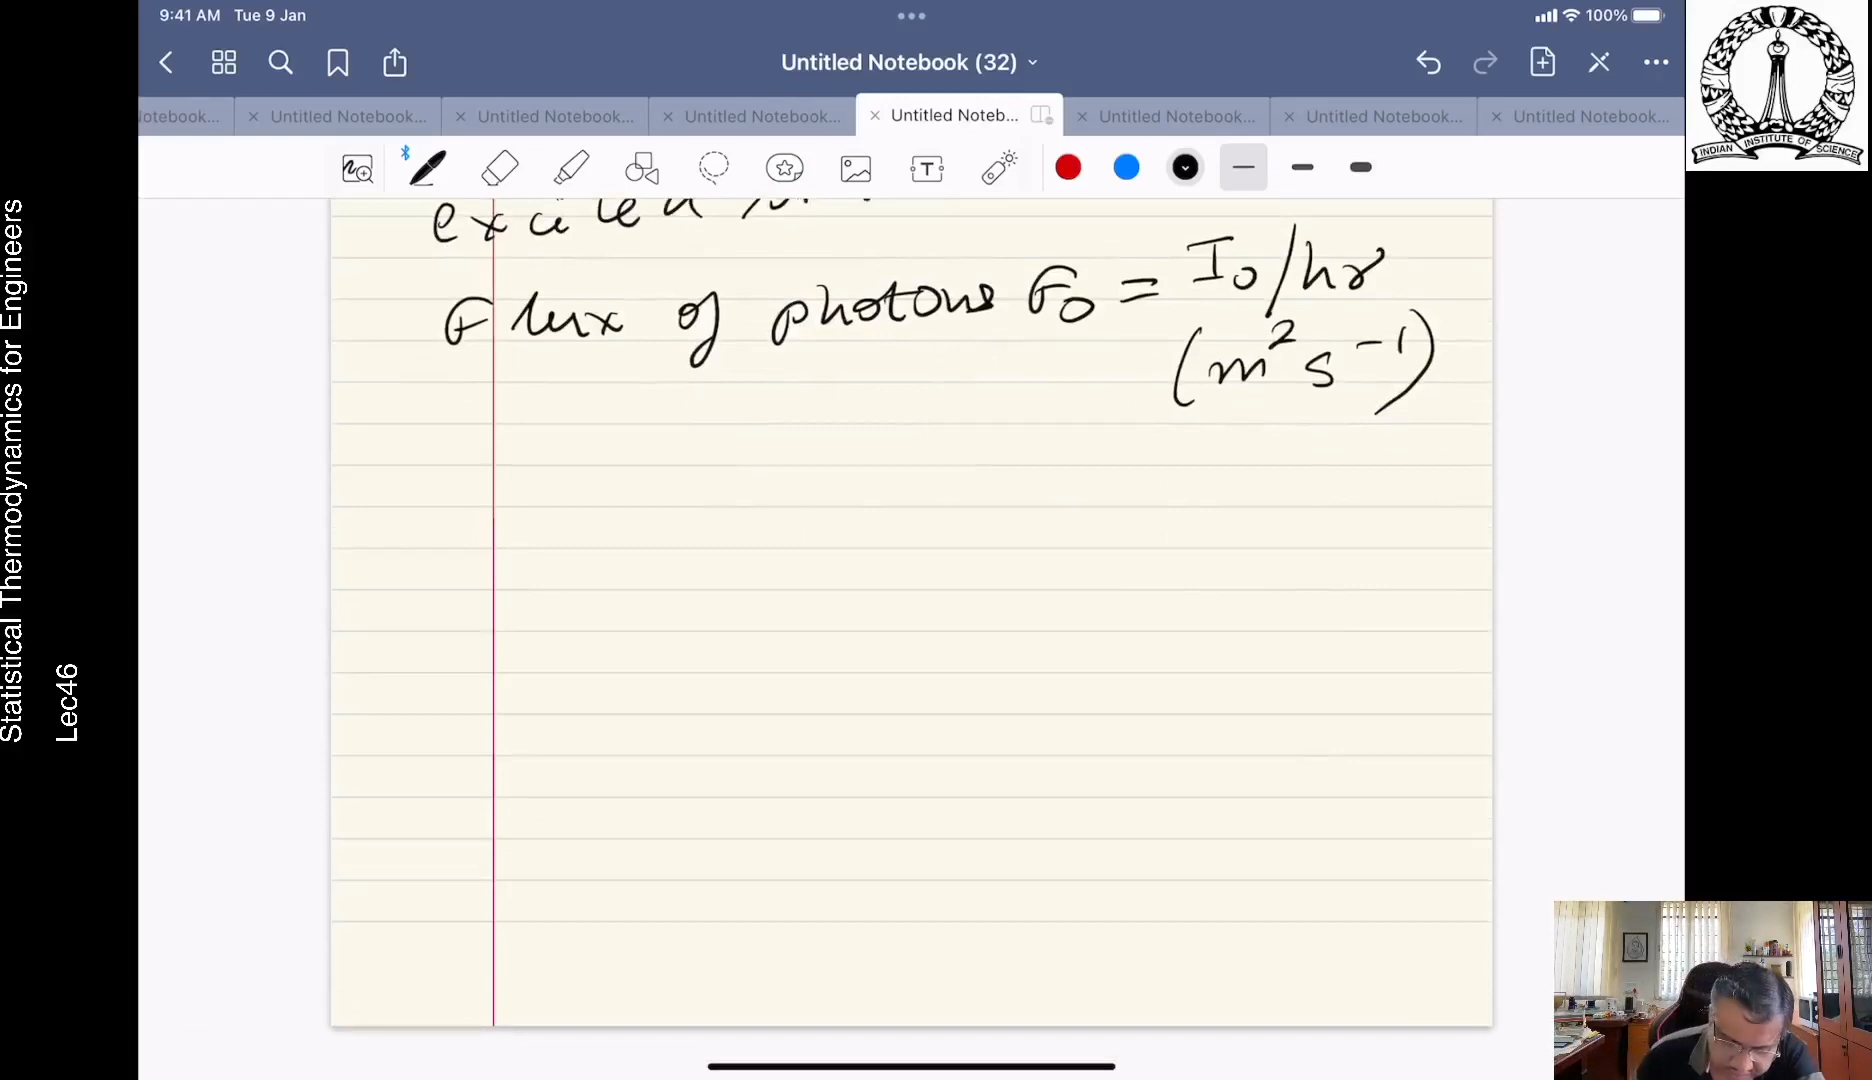 9:41 AM Tue 9 Jan
100%
Untitled Notebook (32)
otebook...
Untitled Notebook...
Untitled Notebook...
Untitled Notebook...
Untitled Noteb...
Untitled Notebook...
Untitled Notebook...
Untitled Notebook...
T
INDIAN INSTITUTE OF SCIENCE
Statistical Thermodynamics for Engineers
Lec46
excited
Flux of photons F₀ = I₀/hν
(m² s⁻¹)